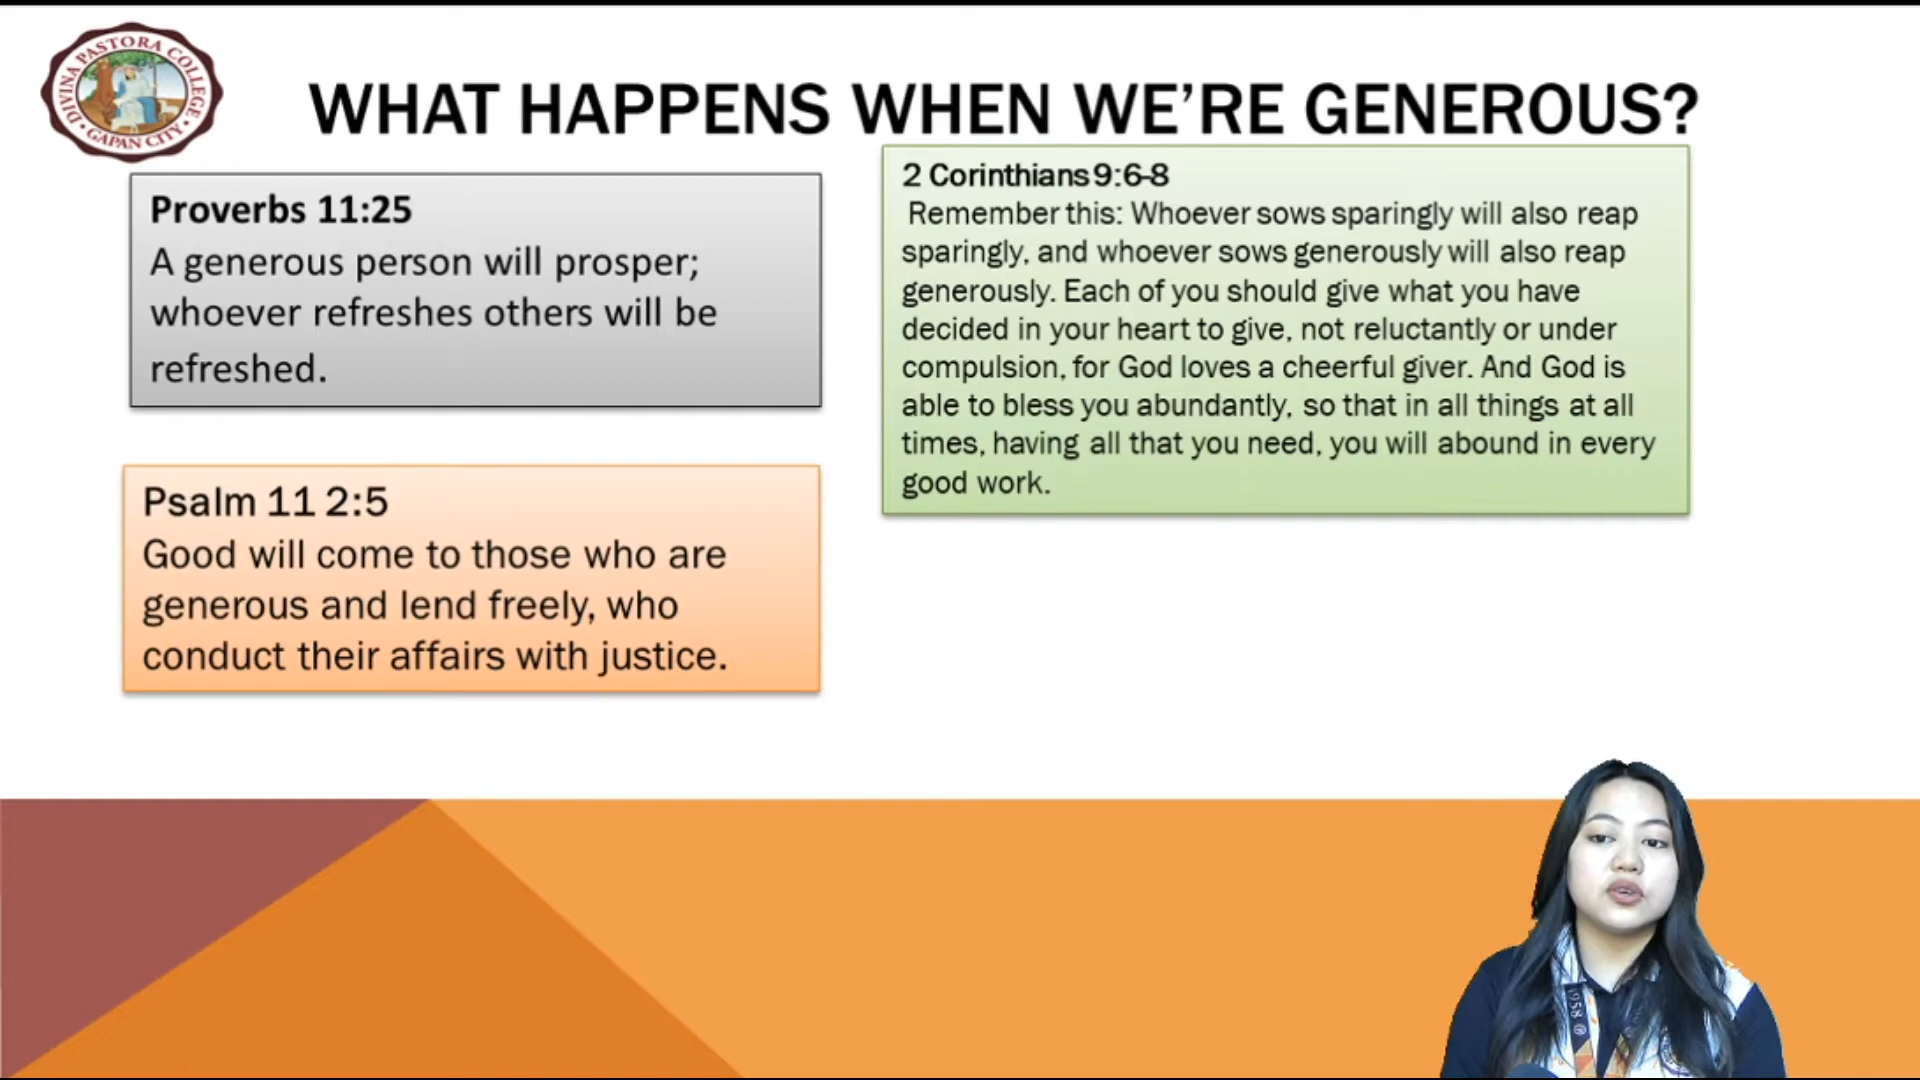 DIVINA PASTORA COLLEGE
GAPAN CITY
WHAT HAPPENS WHEN WE'RE GENEROUS?
Proverbs 11:25
A generous person will prosper;
whoever refreshes others will be
refreshed.
Psalm 11 2:5
Good will come to those who are
generous and lend freely, who
conduct their affairs with justice.
2 Corinthians 9:6-8
Remember this: Whoever sows sparingly will also reap
sparingly, and whoever sows generously will also reap
generously. Each of you should give what you have
decided in your heart to give, not reluctantly or under
compulsion, for God loves a cheerful giver. And God is
able to bless you abundantly, so that in all things at all
times, having all that you need, you will abound in every
good work.
1958